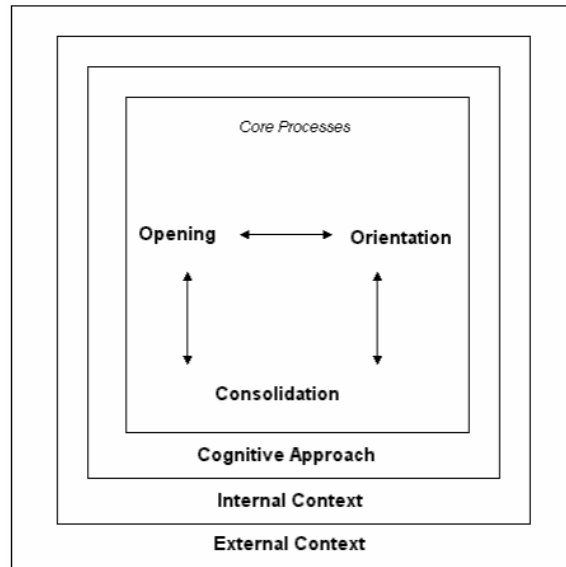 Core Processes
Opening
Orientation
Consolidation
Cognitive Approach
Internal Context
External Context